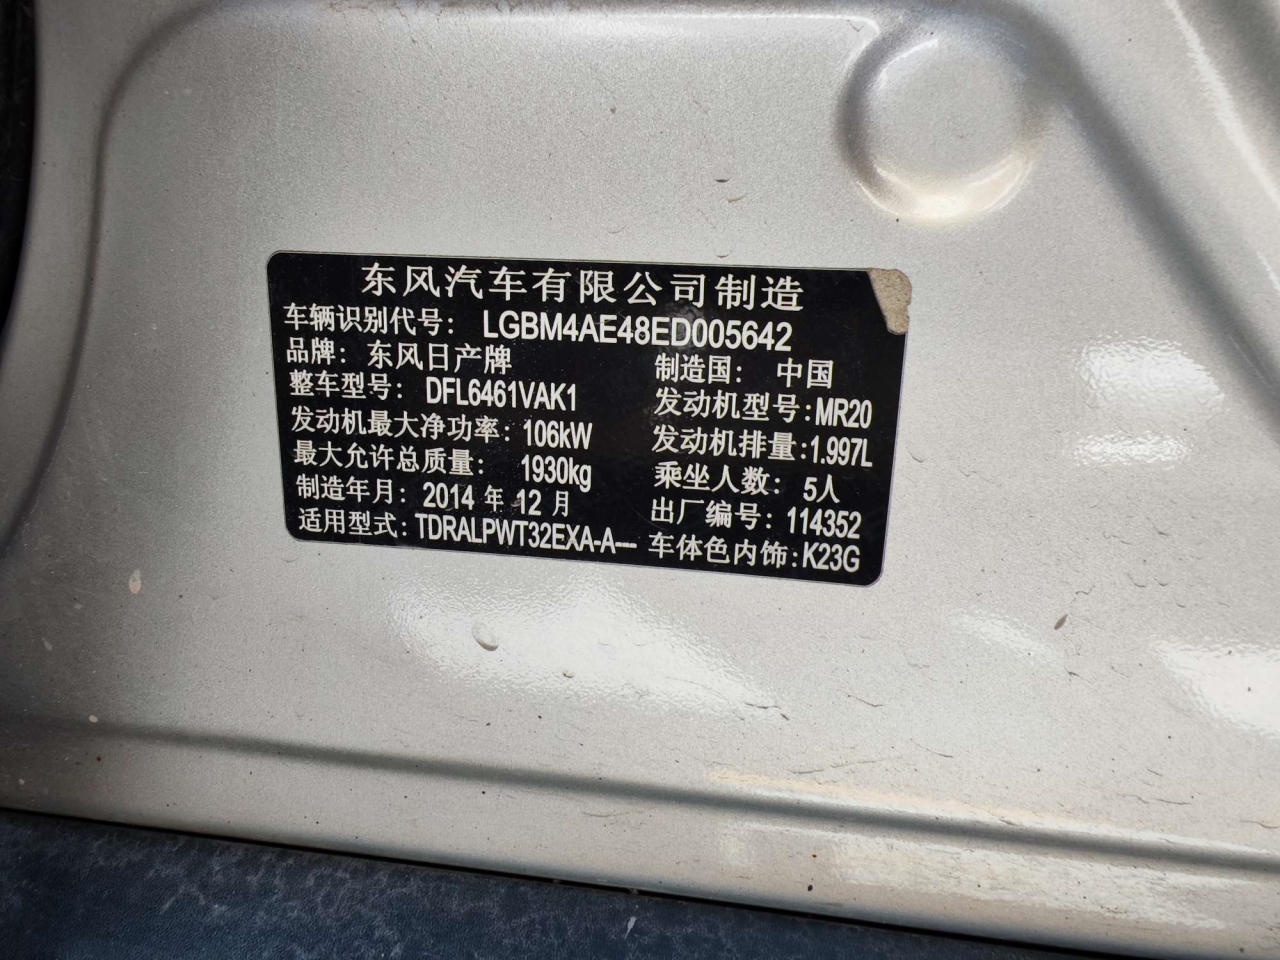 东风汽车有限公司制造
车辆识别代号: LGBM4AE48ED005642
品牌: 东风日产牌 制造国: 中国
整车型号: DFL6461VAK1 发动机型号:MR20
发动机最大净功率: 106kW 发动机排量:1.997L
最大允许总质量: 1930kg 乘坐人数: 5人
制造年月: 2014 年 12 月 出厂编号: 114352
适用型式: TDRALPWT32EXA-A---- 车体色内饰:K23G